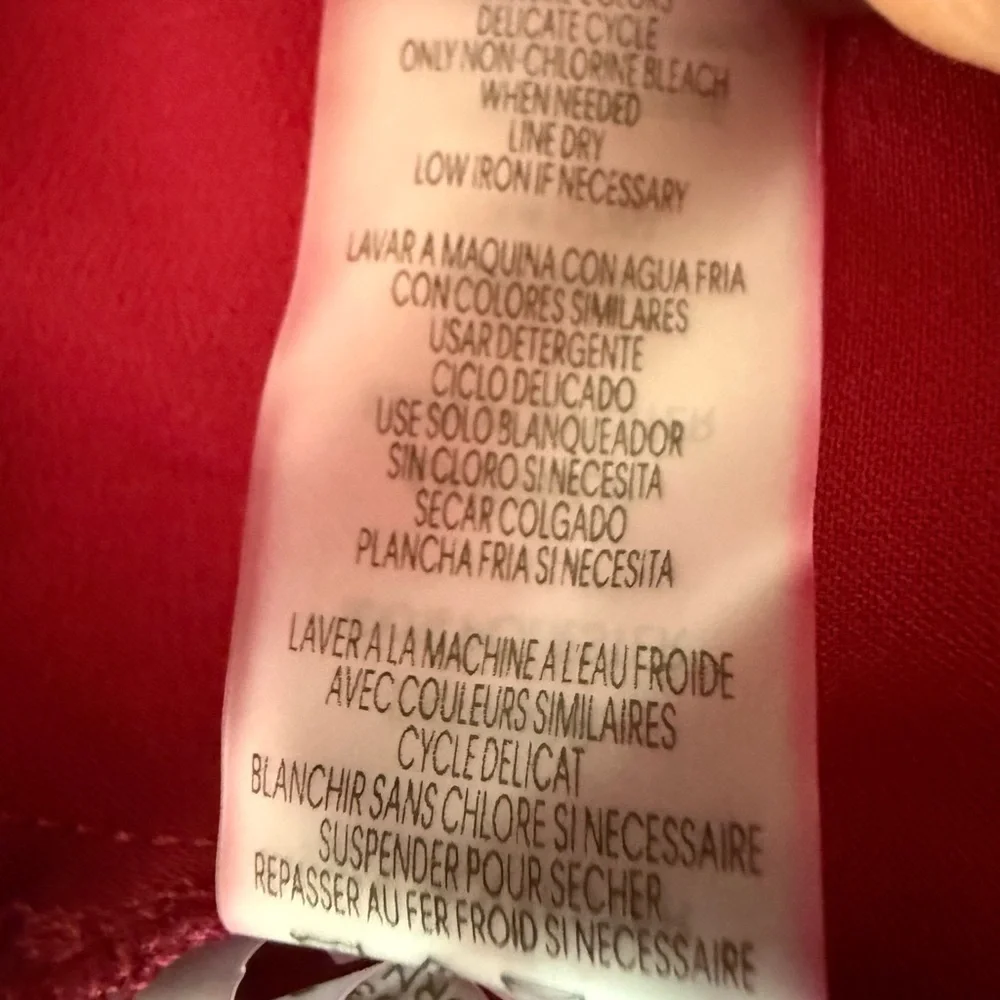 COLORS
DELICATE CYCLE
ONLY NON-CHLORINE BLEACH
WHEN NEEDED
LINE DRY
LOW IRON IF NECESSARY
LAVAR A MAQUINA CON AGUA FRIA
CON COLORES SIMILARES
USAR DETERGENTE
CICLO DELICADO
USE SOLO BLANQUEADOR
SIN CLORO SI NECESITA
SECAR COLGADO
PLANCHA FRIA SI NECESITA
LAVER A LA MACHINE A L'EAU FROIDE
AVEC COULEURS SIMILAIRES
CYCLE DELICAT
BLANCHIR SANS CHLORE SI NECESSAIRE
SUSPENDER POUR SECHER
REPASSER AU FER FROID SI NECESSAIRE